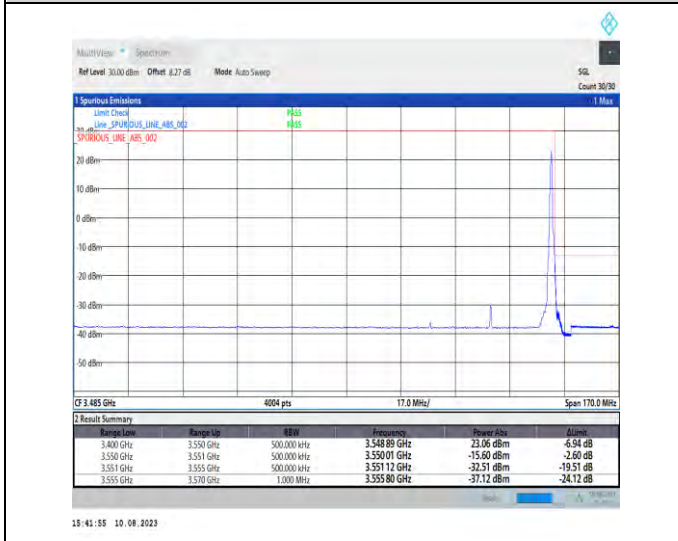 MultiView Spectrum
Ref Level 30.00 dBm Offset 8.27 dB Mode Auto Sweep SGL
Count 30/30
1 Spurious Emissions 1 Max
Limit Check PASS
Line _SPURIOUS_LINE_ABS_002 PASS
_SPURIOUS_LINE_ABS_002
20 dBm
10 dBm
0 dBm
-10 dBm
-20 dBm
-30 dBm
-40 dBm
-50 dBm
CF 3.485 GHz 4004 pts 17.0 MHz/ Span 170.0 MHz
2 Result Summary
Range Low Range Up RBW Frequency Power Abs ΔLimit
3.400 GHz 3.550 GHz 500.000 kHz 3.548 89 GHz 23.06 dBm -6.94 dB
3.550 GHz 3.551 GHz 500.000 kHz 3.550 01 GHz -15.60 dBm -2.60 dB
3.551 GHz 3.555 GHz 500.000 kHz 3.551 12 GHz -32.51 dBm -19.51 dB
3.555 GHz 3.570 GHz 1.000 MHz 3.555 80 GHz -37.12 dBm -24.12 dB
15:41:55 10.08.2023